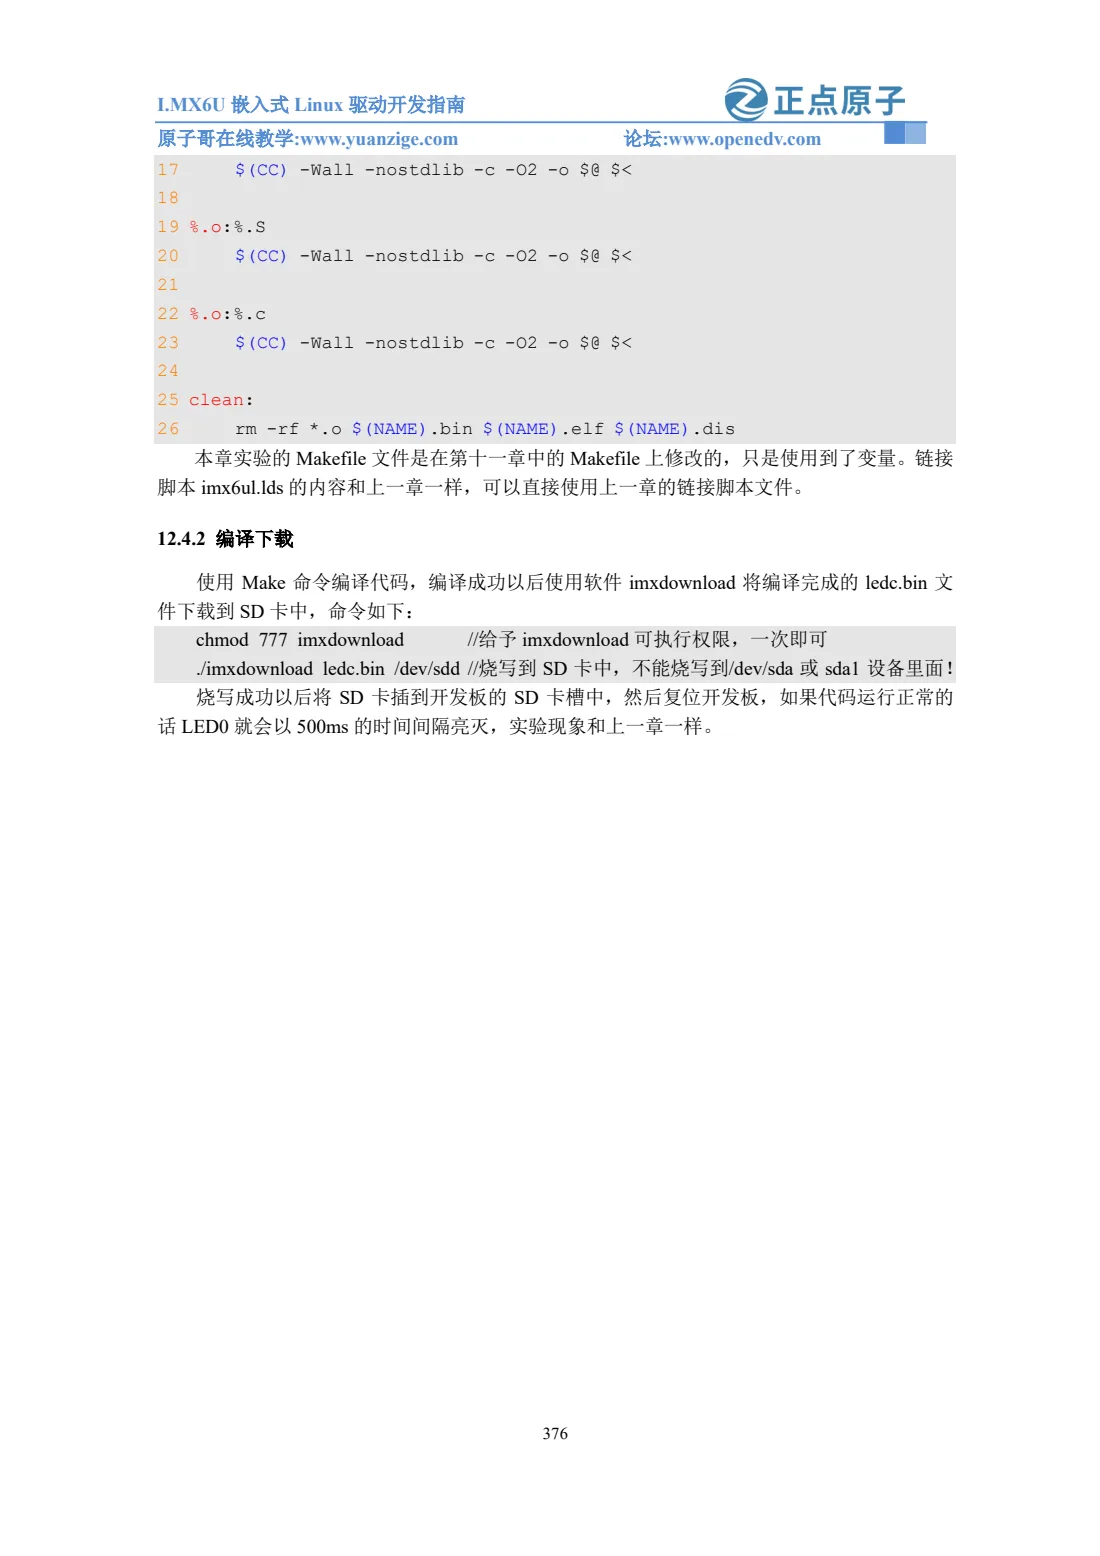 I.MX6U 嵌入式 Linux 驱动开发指南
正点原子
原子哥在线教学:www.yuanzige.com 论坛:www.openedv.com
17 $(CC) -Wall -nostdlib -c -O2 -o $@ $<
18
19 %.o:%.S
20 $(CC) -Wall -nostdlib -c -O2 -o $@ $<
21
22 %.o:%.c
23 $(CC) -Wall -nostdlib -c -O2 -o $@ $<
24
25 clean:
26 rm -rf *.o $(NAME).bin $(NAME).elf $(NAME).dis
本章实验的 Makefile 文件是在第十一章中的 Makefile 上修改的，只是使用到了变量。链接
脚本 imx6ul.lds 的内容和上一章一样，可以直接使用上一章的链接脚本文件。
12.4.2 编译下载
使用 Make 命令编译代码，编译成功以后使用软件 imxdownload 将编译完成的 ledc.bin 文
件下载到 SD 卡中，命令如下：
chmod 777 imxdownload //给予 imxdownload 可执行权限，一次即可
./imxdownload ledc.bin /dev/sdd //烧写到 SD 卡中，不能烧写到/dev/sda 或 sda1 设备里面！
烧写成功以后将 SD 卡插到开发板的 SD 卡槽中，然后复位开发板，如果代码运行正常的
话 LED0 就会以 500ms 的时间间隔亮灭，实验现象和上一章一样。
376